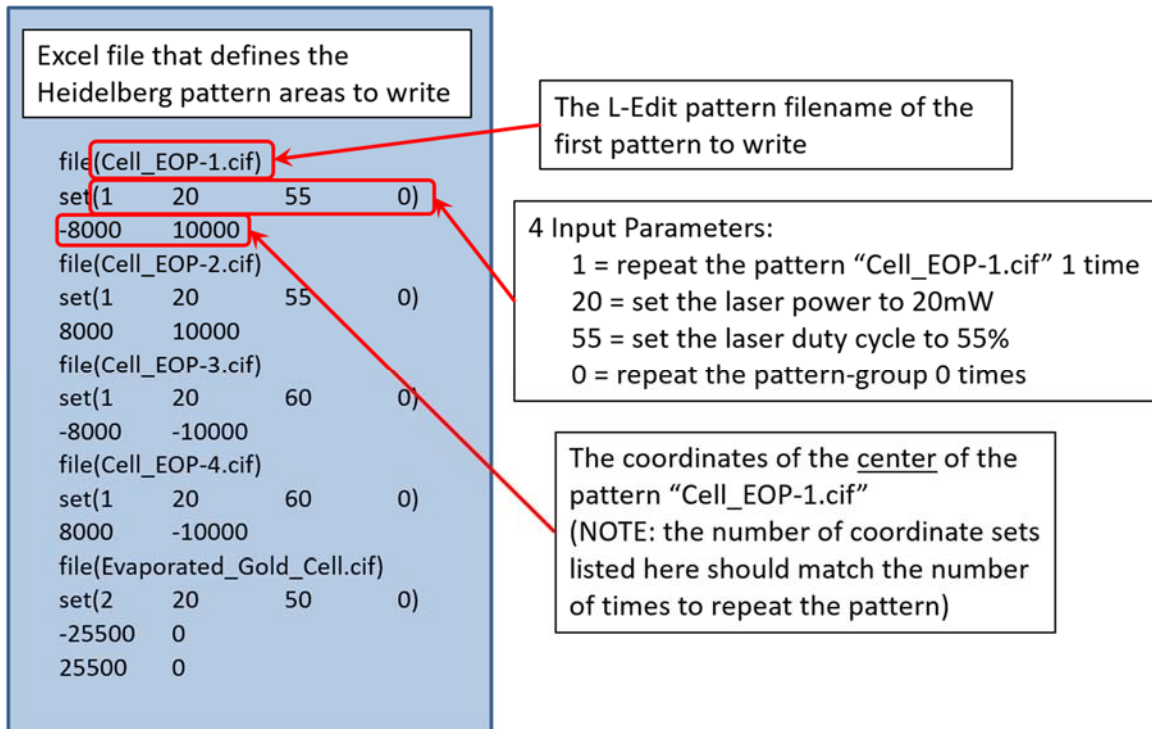 Excel file that defines the
Heidelberg pattern areas to write
file(Cell_EOP-1.cif)
set(1 20 55 0)
-8000 10000
file(Cell_EOP-2.cif)
set(1 20 55 0)
8000 10000
file(Cell_EOP-3.cif)
set(1 20 60 0)
-8000 -10000
file(Cell_EOP-4.cif)
set(1 20 60 0)
8000 -10000
file(Evaporated_Gold_Cell.cif)
set(2 20 50 0)
-25500 0
25500 0
The L-Edit pattern filename of the
first pattern to write
4 Input Parameters:
1 = repeat the pattern “Cell_EOP-1.cif” 1 time
20 = set the laser power to 20mW
55 = set the laser duty cycle to 55%
0 = repeat the pattern-group 0 times
The coordinates of the center of the
pattern “Cell_EOP-1.cif”
(NOTE: the number of coordinate sets
listed here should match the number
of times to repeat the pattern)